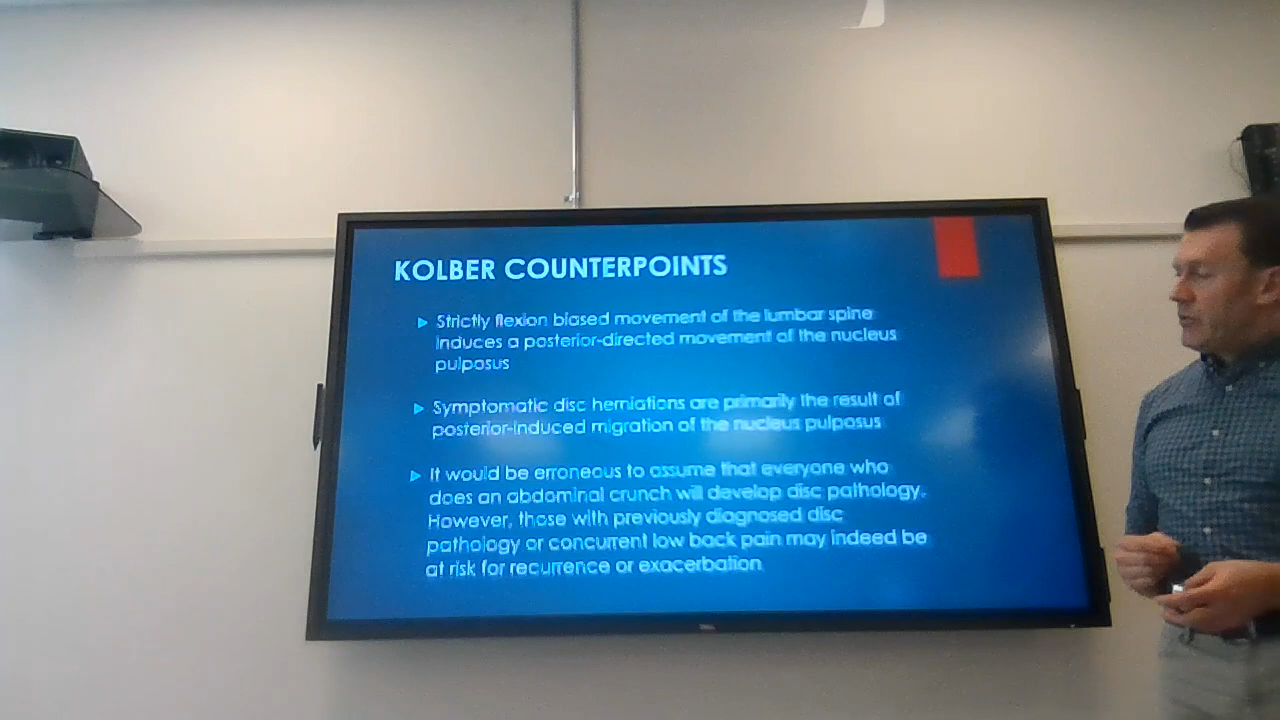 KOLBER COUNTERPOINTS
Strictly flexion biased movement of the lumbar spine
induces a posterior-directed movement of the nucleus
pulposus
Symptomatic disc herniations are primarily the result of
posterior-induced migration of the nucleus pulposus
It would be erroneous to assume that everyone who
does an abdominal crunch will develop disc pathology.
However, those with previously diagnosed disc
pathology or concurrent low back pain may indeed be
at risk for recurrence or exacerbation